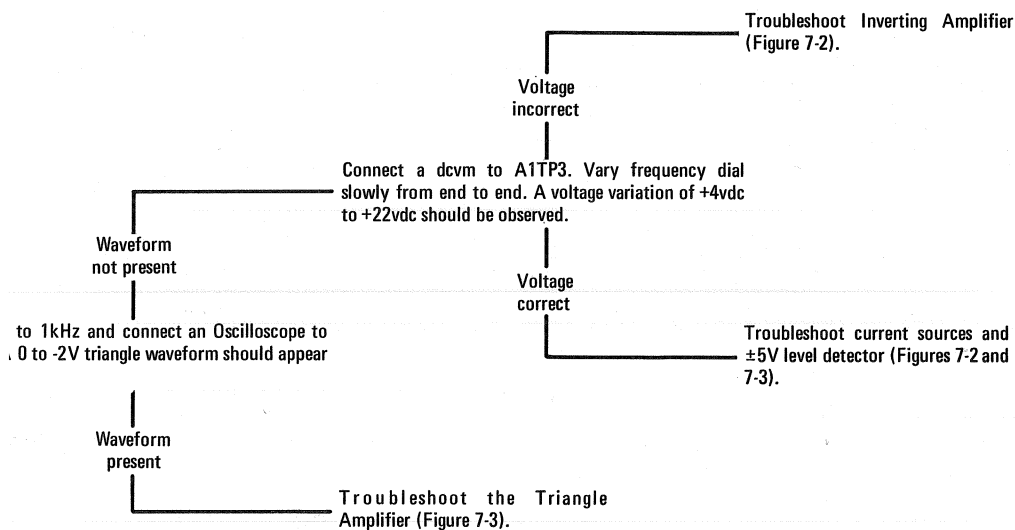 Troubleshoot Inverting Amplifier
(Figure 7-2).
Voltage
incorrect
Connect a dcvm to A1TP3. Vary frequency dial
slowly from end to end. A voltage variation of +4vdc
to +22vdc should be observed.
Waveform
not present
Voltage
correct
to 1kHz and connect an Oscilloscope to
0 to -2V triangle waveform should appear
Troubleshoot current sources and
±5V level detector (Figures 7-2 and
7-3).
Waveform
present
Troubleshoot the Triangle
Amplifier (Figure 7-3).